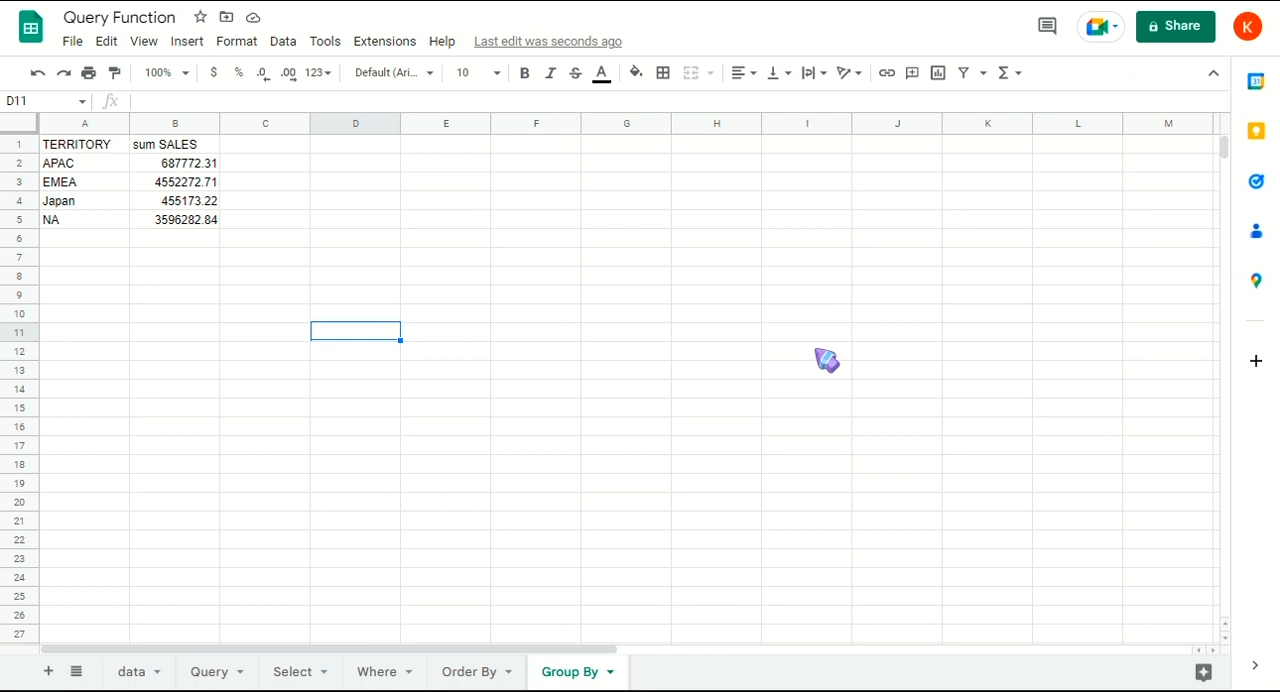 Query Function
File Edit View Insert Format Data Tools Extensions Help Last edit was seconds ago
Share
K
100% $ % .0 .00 123 Default (Ari... 10 B I S A
D11 fx
A B C D E F G H I J K L M
1 TERRITORY sum SALES
2 APAC 687772.31
3 EMEA 4552272.71
4 Japan 455173.22
5 NA 3596282.84
6
7
8
9
10
11
12
13
14
15
16
17
18
19
20
21
22
23
24
25
26
27
data Query Select Where Order By Group By
31